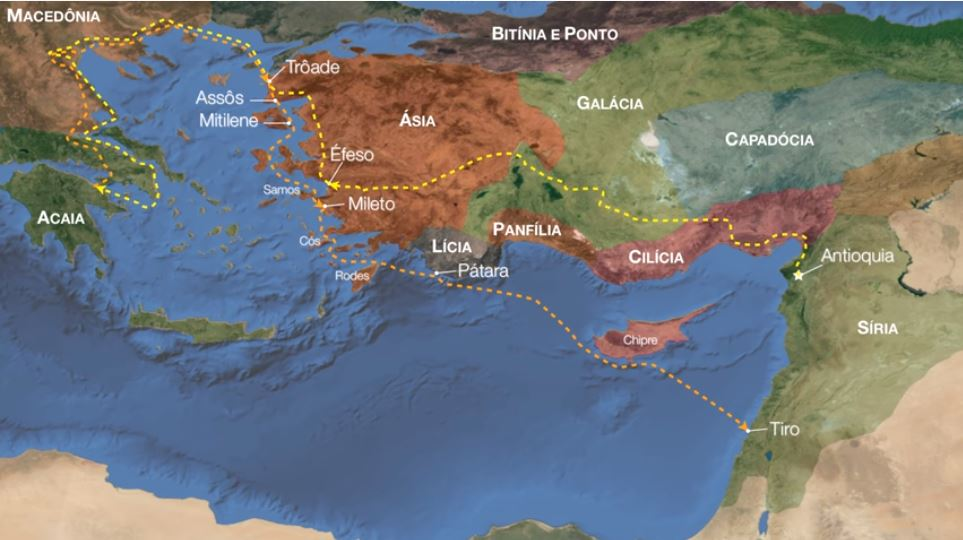 MACEDÔNIA
BITÍNIA E PONTO
Trôade
Assôs
GALÁCIA
Mitilene
ÁSIA
CAPADÓCIA
Éfeso
Samos
Mileto
ACAIA
PANFÍLIA
Cós
LÍCIA
CILÍCIA
Antioquia
Rodes
Pátara
SÍRIA
Chipre
Tiro